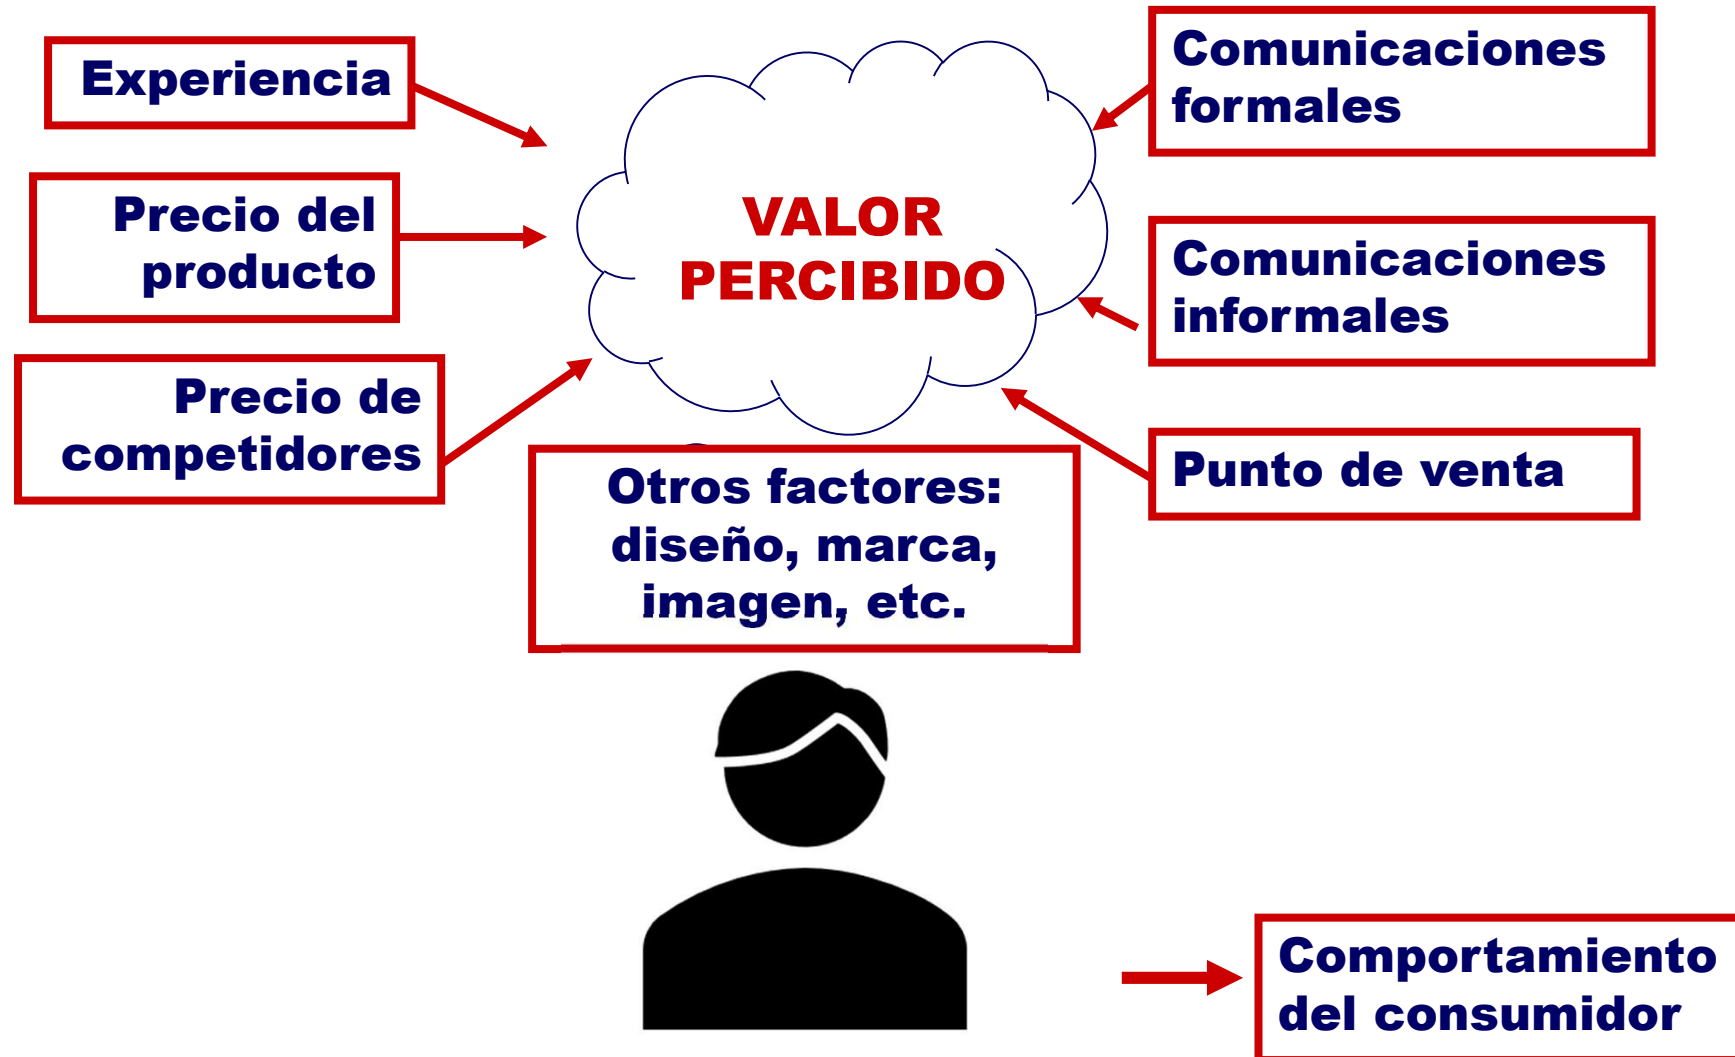 Experiencia
Precio del
producto
Precio de
competidores
VALOR
PERCIBIDO
Comunicaciones
formales
Comunicaciones
informales
Punto de venta
Otros factores:
diseño, marca,
imagen, etc.
Comportamiento
del consumidor